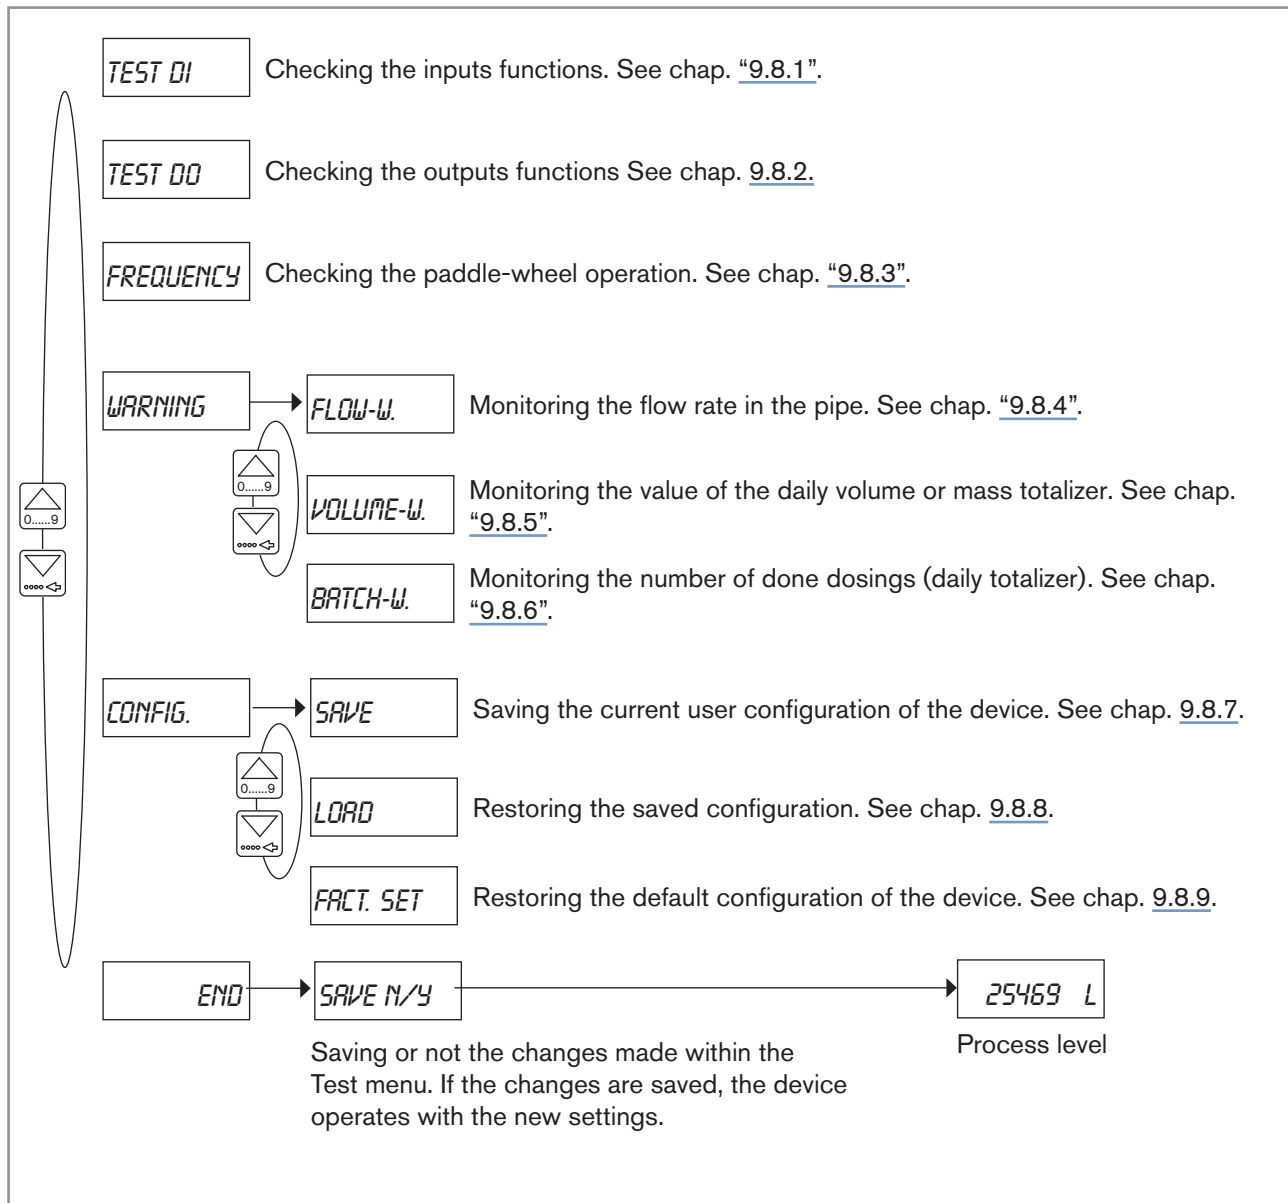 TEST DI
Checking the inputs functions. See chap. “9.8.1”.
TEST DO
Checking the outputs functions See chap. 9.8.2.
FREQUENCY
Checking the paddle-wheel operation. See chap. “9.8.3”.
WARNING
FLOW-W.
Monitoring the flow rate in the pipe. See chap. “9.8.4”.
0......9
VOLUME-W.
Monitoring the value of the daily volume or mass totalizer. See chap.
“9.8.5”.
0......9
BATCH-W.
Monitoring the number of done dosings (daily totalizer). See chap.
“9.8.6”.
CONFIG.
SAVE
Saving the current user configuration of the device. See chap. 9.8.7.
0......9
LOAD
Restoring the saved configuration. See chap. 9.8.8.
FACT. SET
Restoring the default configuration of the device. See chap. 9.8.9.
END
SAVE N/Y
25469 L
Process level
Saving or not the changes made within the
Test menu. If the changes are saved, the device
operates with the new settings.